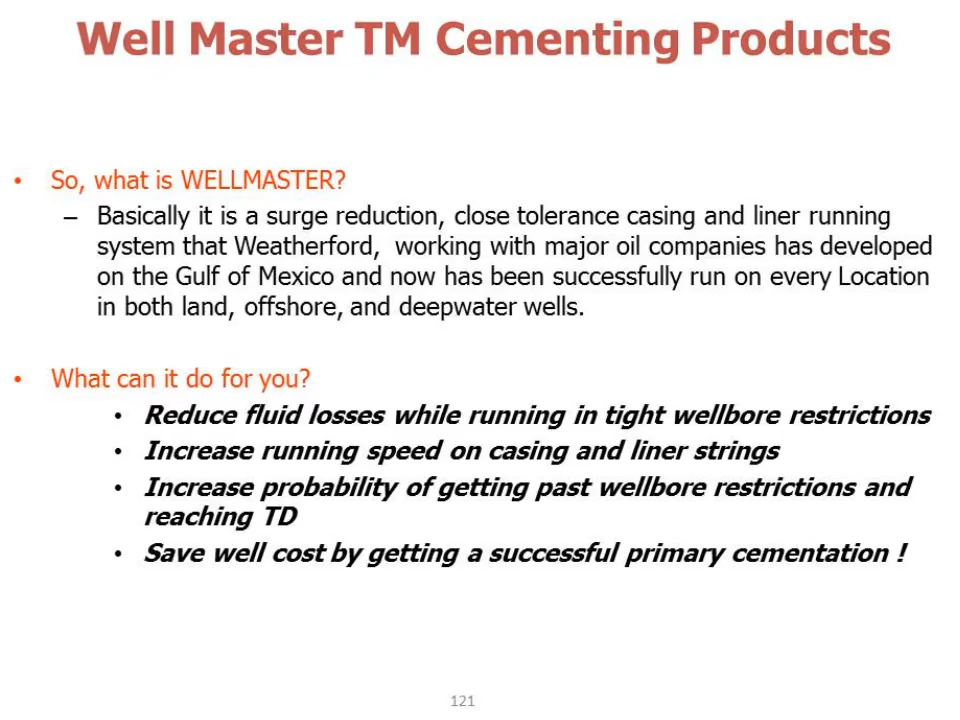 Well Master TM Cementing Products
• So, what is WELLMASTER?
– Basically it is a surge reduction, close tolerance casing and liner running
system that Weatherford,  working with major oil companies has developed
on the Gulf of Mexico and now has been successfully run on every Location
in both land, offshore, and deepwater wells.
• What can it do for you?
• Reduce fluid losses while running in tight wellbore restrictions
• Increase running speed on casing and liner strings
• Increase probability of getting past wellbore restrictions and
reaching TD
• Save well cost by getting a successful primary cementation !
121